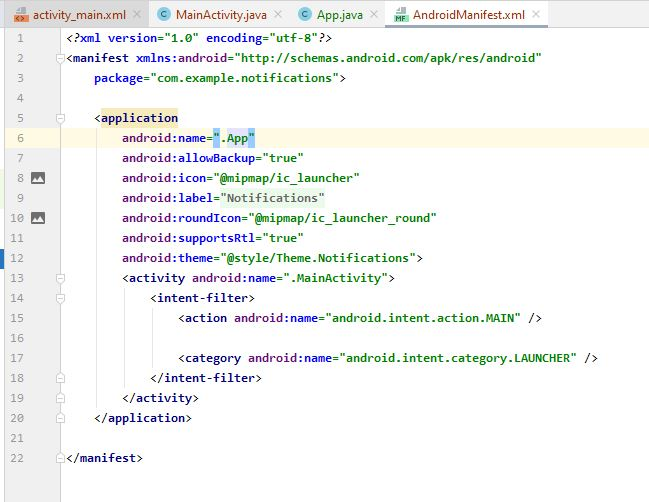 activity_main.xml MainActivity.java App.java AndroidManifest.xml
1 <?xml version="1.0" encoding="utf-8"?>
2 <manifest xmlns:android="http://schemas.android.com/apk/res/android"
3 package="com.example.notifications">
4
5 <application
6 android:name=".App"
7 android:allowBackup="true"
8 android:icon="@mipmap/ic_launcher"
9 android:label="Notifications"
10 android:roundIcon="@mipmap/ic_launcher_round"
11 android:supportsRtl="true"
12 android:theme="@style/Theme.Notifications">
13 <activity android:name=".MainActivity">
14 <intent-filter>
15 <action android:name="android.intent.action.MAIN" />
16
17 <category android:name="android.intent.category.LAUNCHER" />
18 </intent-filter>
19 </activity>
20 </application>
21
22 </manifest>